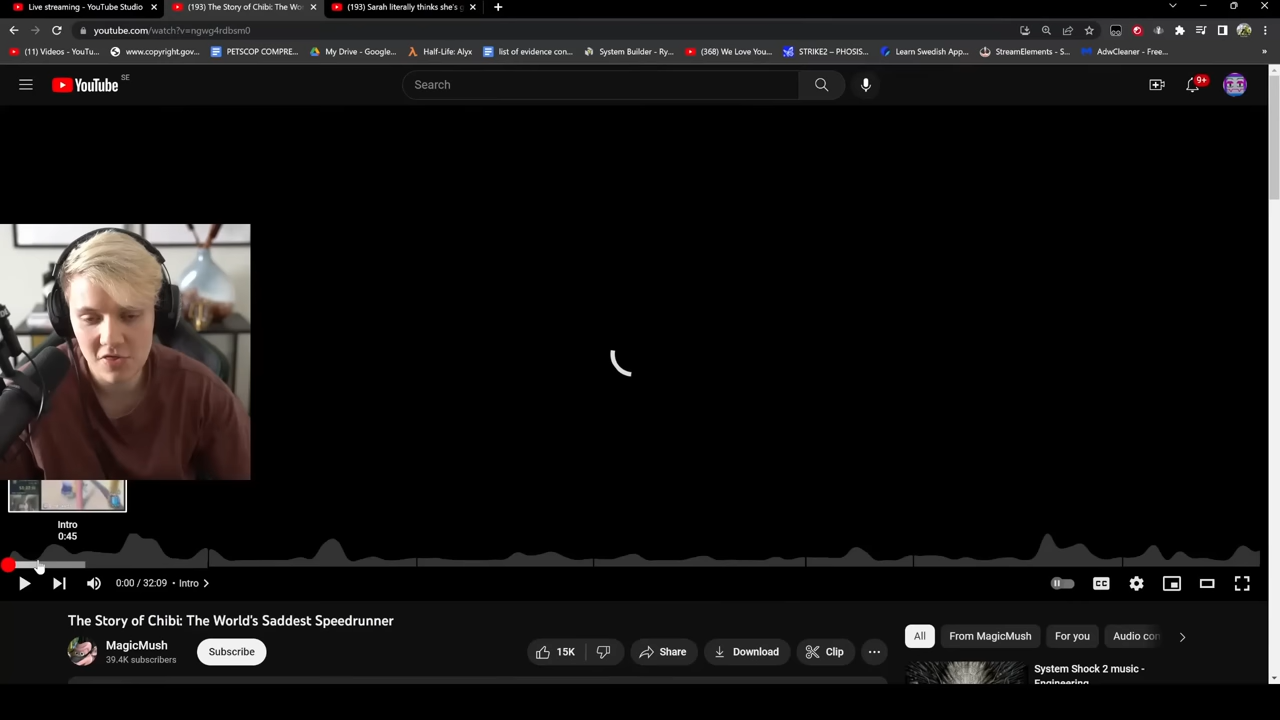 Live streaming - YouTube Studio
(193) The Story of Chibi: The Wo
(193) Sarah literally thinks she's g
youtube.com/watch?v=ngwg4rdbsm0
(11) Videos - YouTu...
www.copyright.gov...
PETSCOP COMPRE...
My Drive - Google...
Half-Life: Alyx
list of evidence con...
System Builder - Ry...
(368) We Love You...
STRIKE2 – PHOSIS...
Learn Swedish App...
StreamElements - S...
AdwCleaner - Free...
»
YouTube SE
Search
9+
Intro
0:45
0:00 / 32:09 • Intro
CC
The Story of Chibi: The World's Saddest Speedrunner
MagicMush
39.4K subscribers
Subscribe
15K
Share
Download
Clip
All
From MagicMush
For you
Audio con
System Shock 2 music -
Engineering